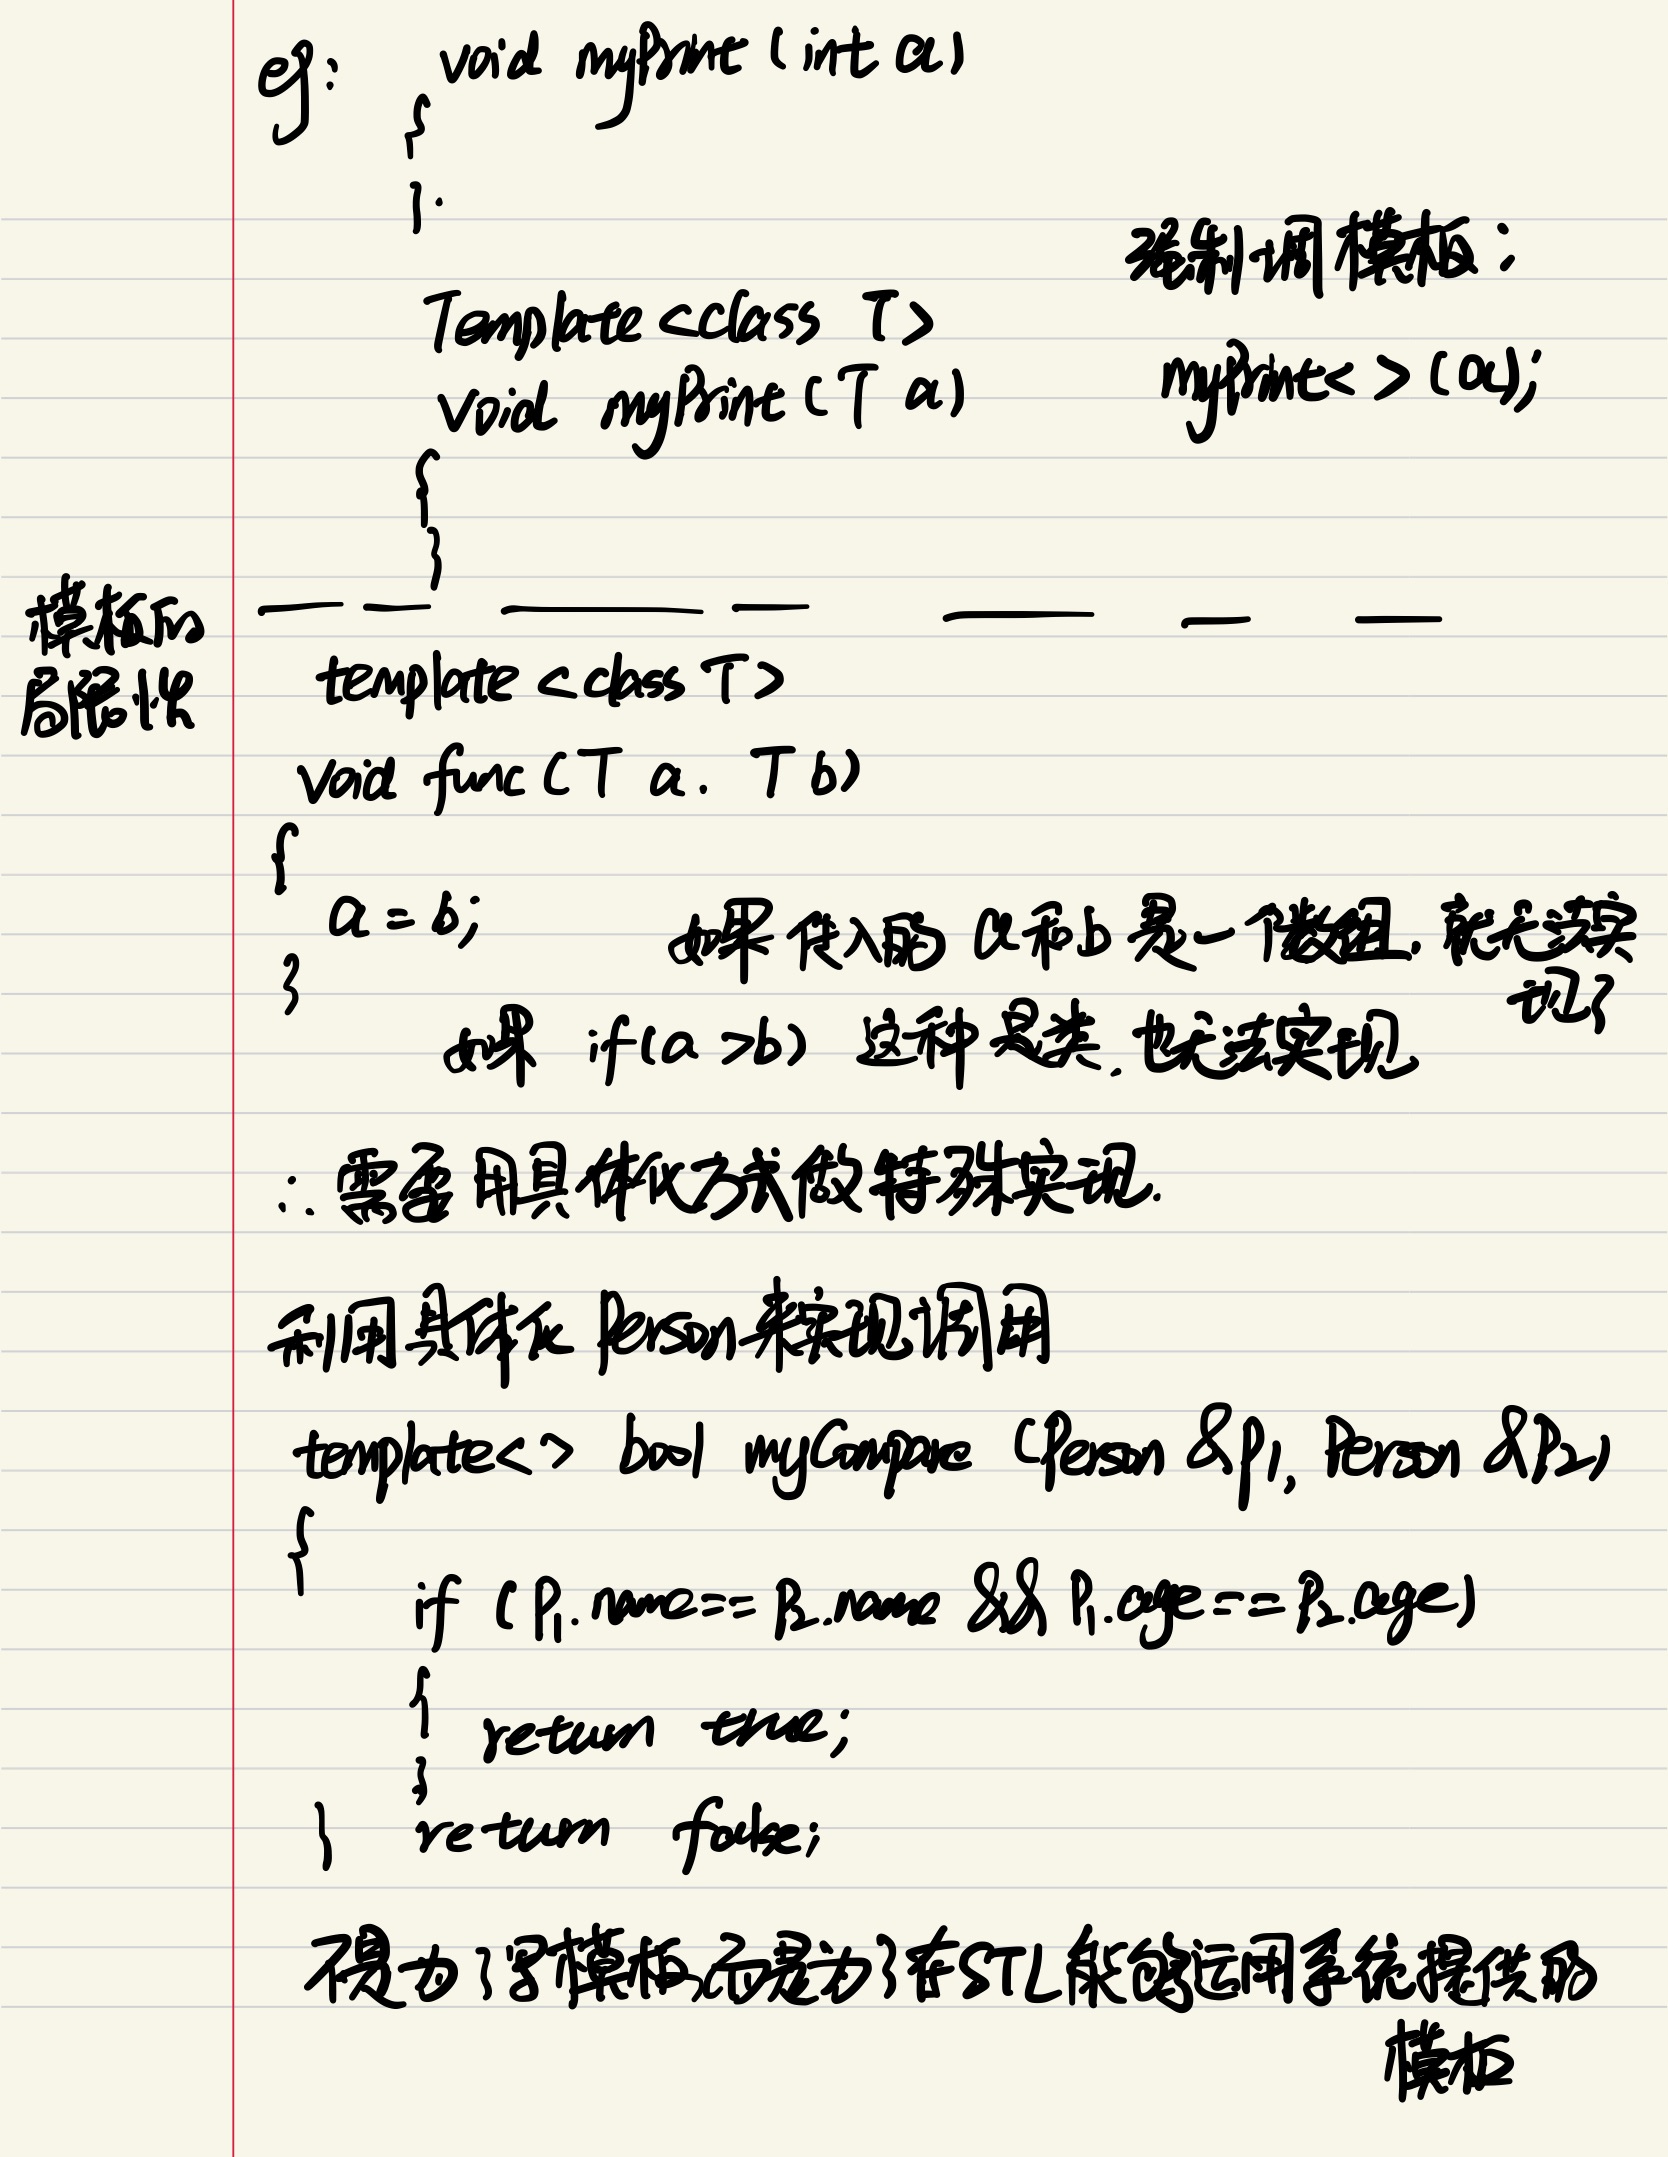 eg: void myPrint (int a)
{
}.
强制调模板:
Template <class T>
void myPrint (T a)
myPrint< > (a);
{
}
模板的
局限性
template <class T>
void func (T a. T b)
{
a = b; 如果传入的 a 和 b 是一个数组. 就无法实
现了
}
如果 if(a >b) 这种是类. 也无法实现
∴ 需要用具体化方式做特殊实现.
利用具体化 Person 来实现调用
template< > bool myCompare (Person &p1, Person &P2)
{
if (P1.name== P2.name && P1.age == P2.age)
{
return true;
}
} return false;
不是为了写模板,而是为了在STL能够运用系统提供的
模板